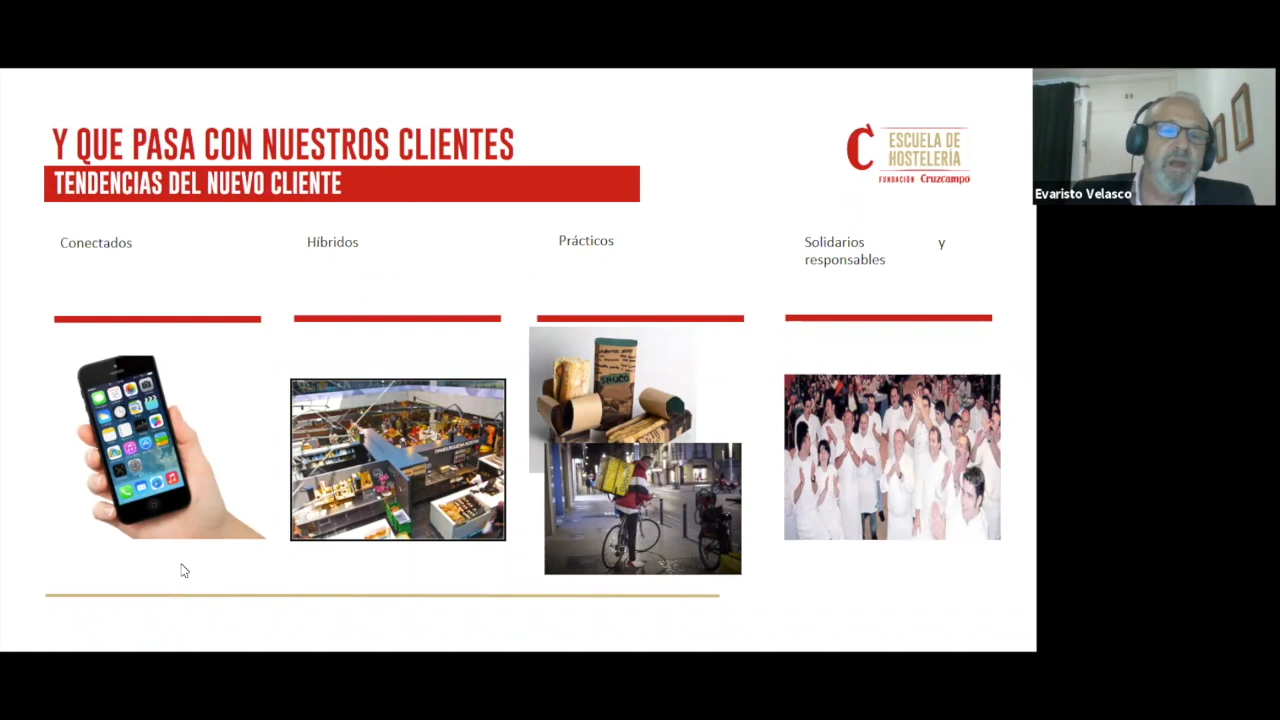 Y QUE PASA CON NUESTROS CLIENTES
TENDENCIAS DEL NUEVO CLIENTE
ESCUELA DE
HOSTELERÍA
FUNDACIÓN Cruzcampo
Evaristo Velasco
Conectados
Híbridos
Prácticos
Solidarios y
responsables